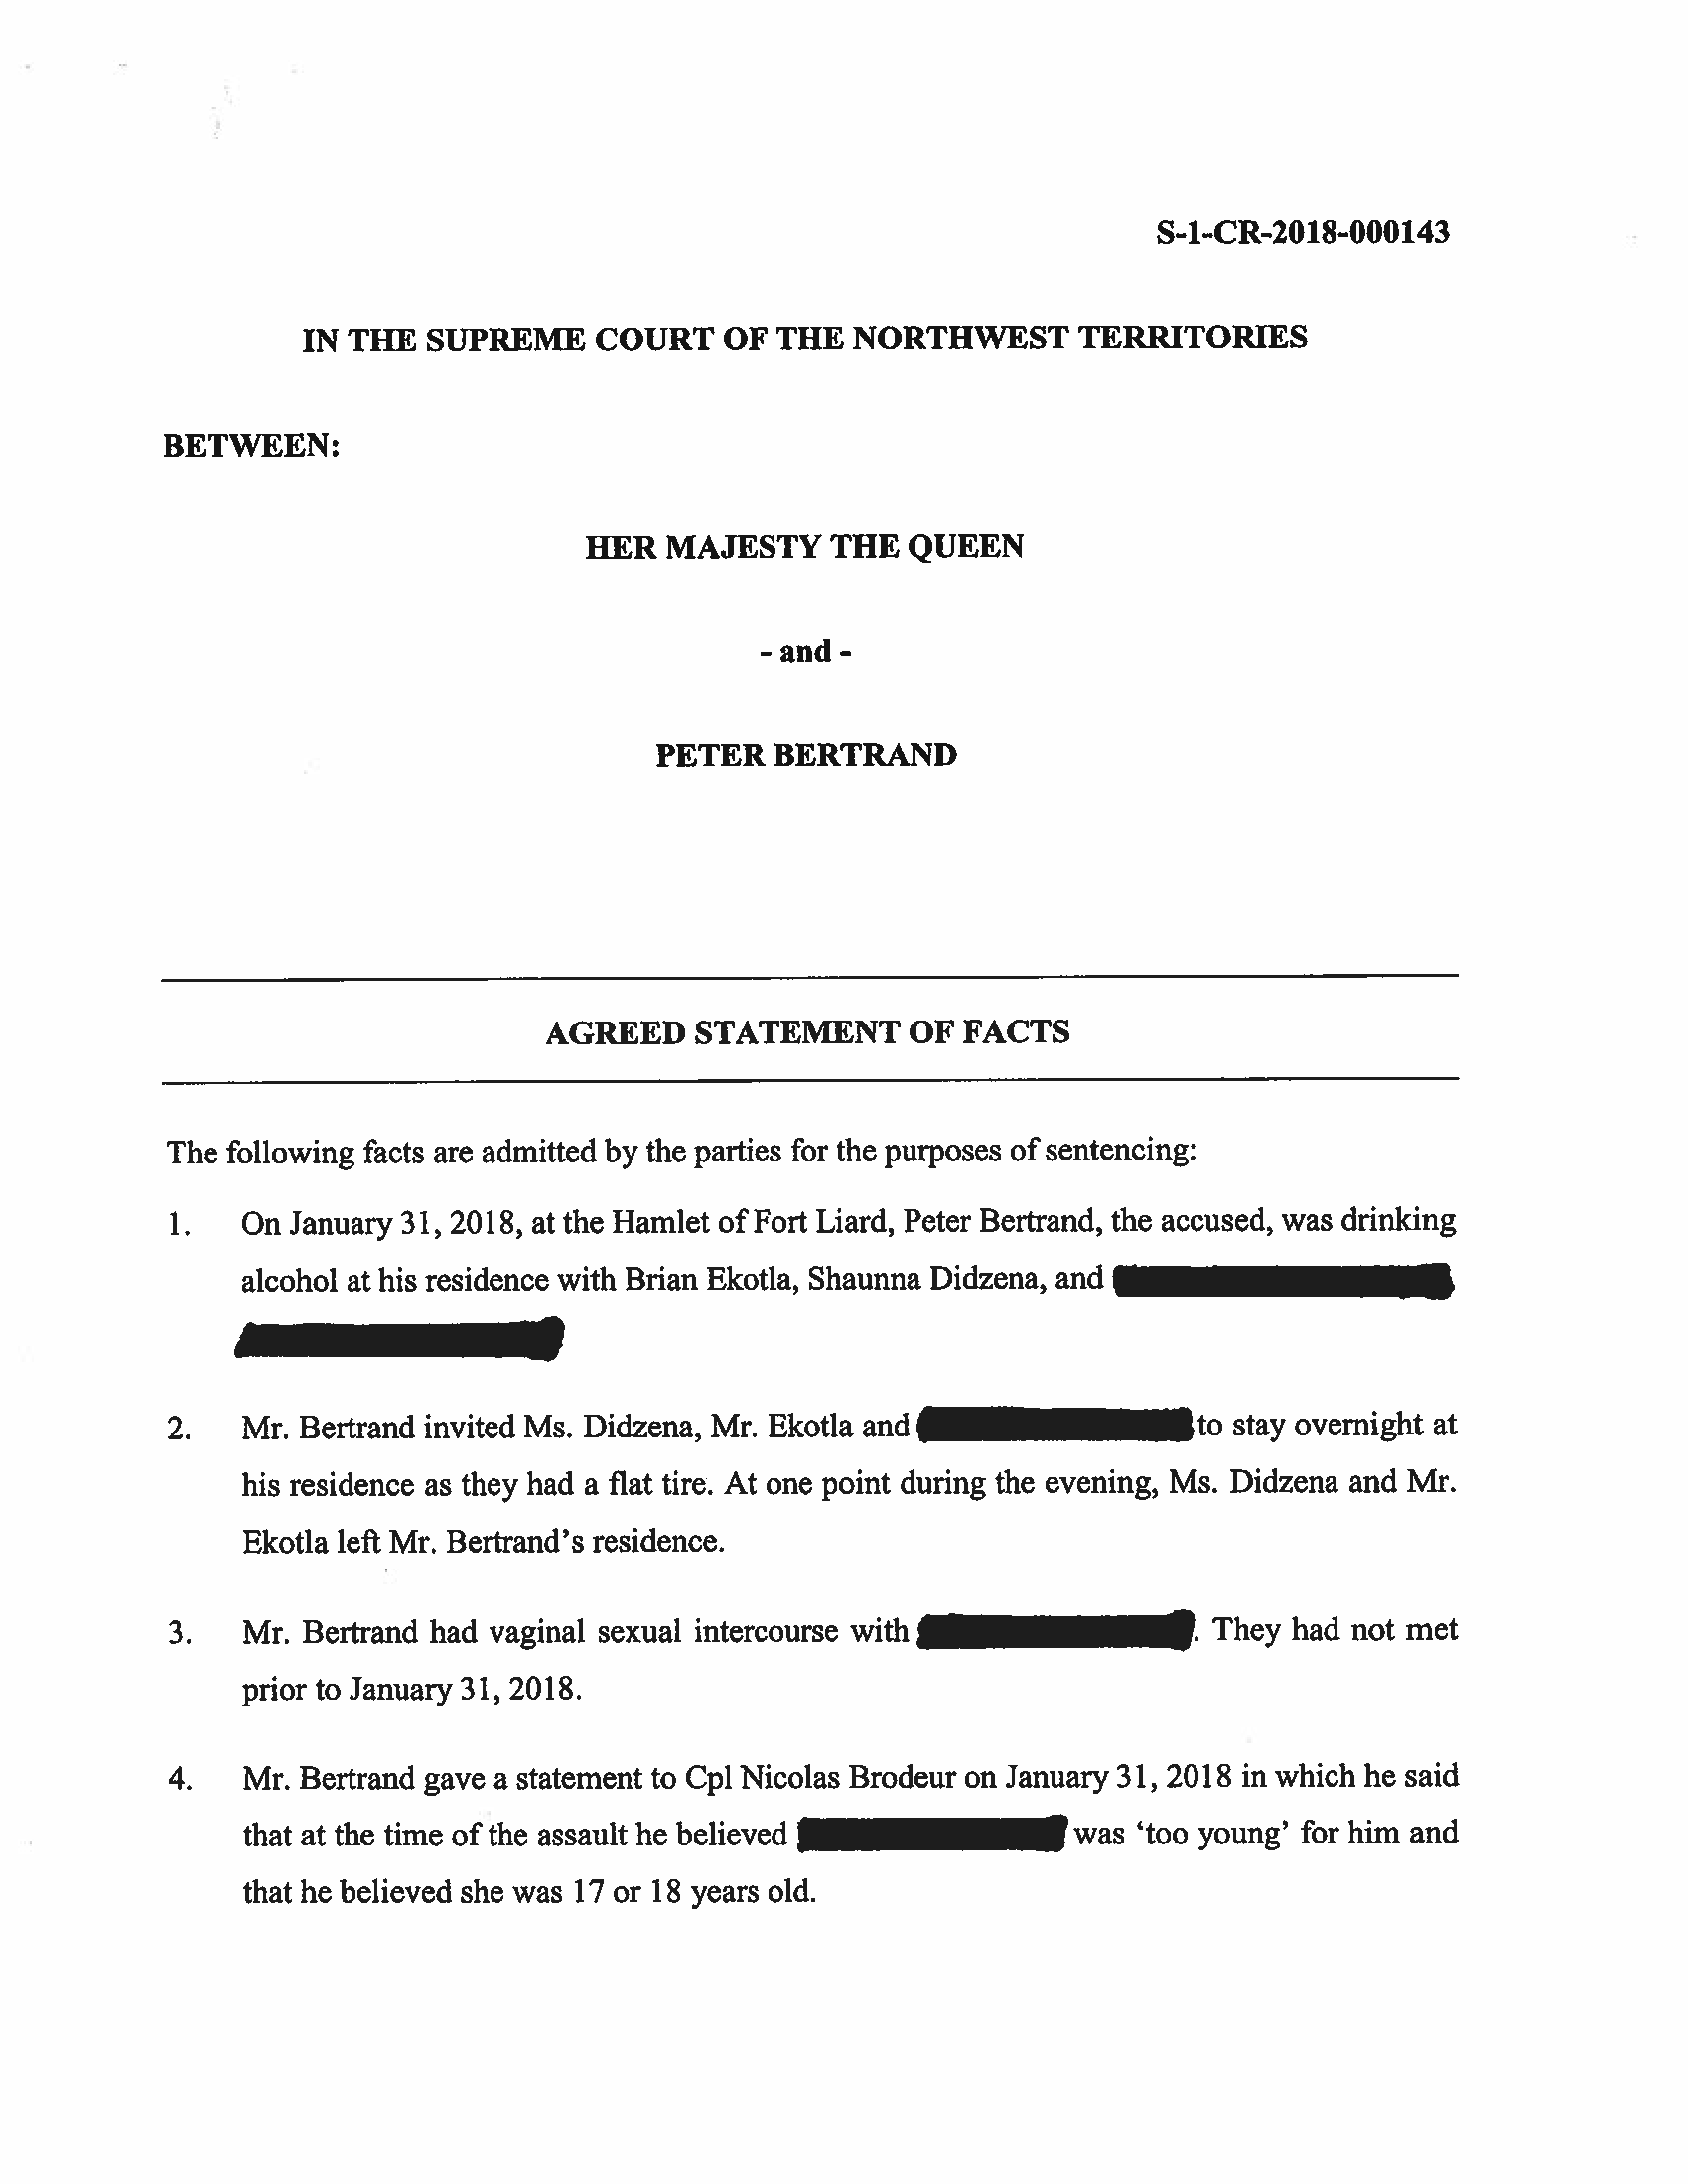 S-1-CR-2018-000143
IN THE SUPREME COURT OF THE NORTHWEST TERRITORIES
BETWEEN:
HER MAJESTY THE QUEEN
- and -
PETER BERTRAND
AGREED STATEMENT OF FACTS
The following facts are admitted by the parties for the purposes of sentencing:
1. On January 31, 2018, at the Hamlet of Fort Liard, Peter Bertrand, the accused, was drinking
alcohol at his residence with Brian Ekotla, Shaunna Didzena, and
2. Mr. Bertrand invited Ms. Didzena, Mr. Ekotla and to stay overnight at
his residence as they had a flat tire. At one point during the evening, Ms. Didzena and Mr.
Ekotla left Mr. Bertrand's residence.
3. Mr. Bertrand had vaginal sexual intercourse with . They had not met
prior to January 31, 2018.
4. Mr. Bertrand gave a statement to Cpl Nicolas Brodeur on January 31, 2018 in which he said
that at the time of the assault he believed was 'too young' for him and
that he believed she was 17 or 18 years old.